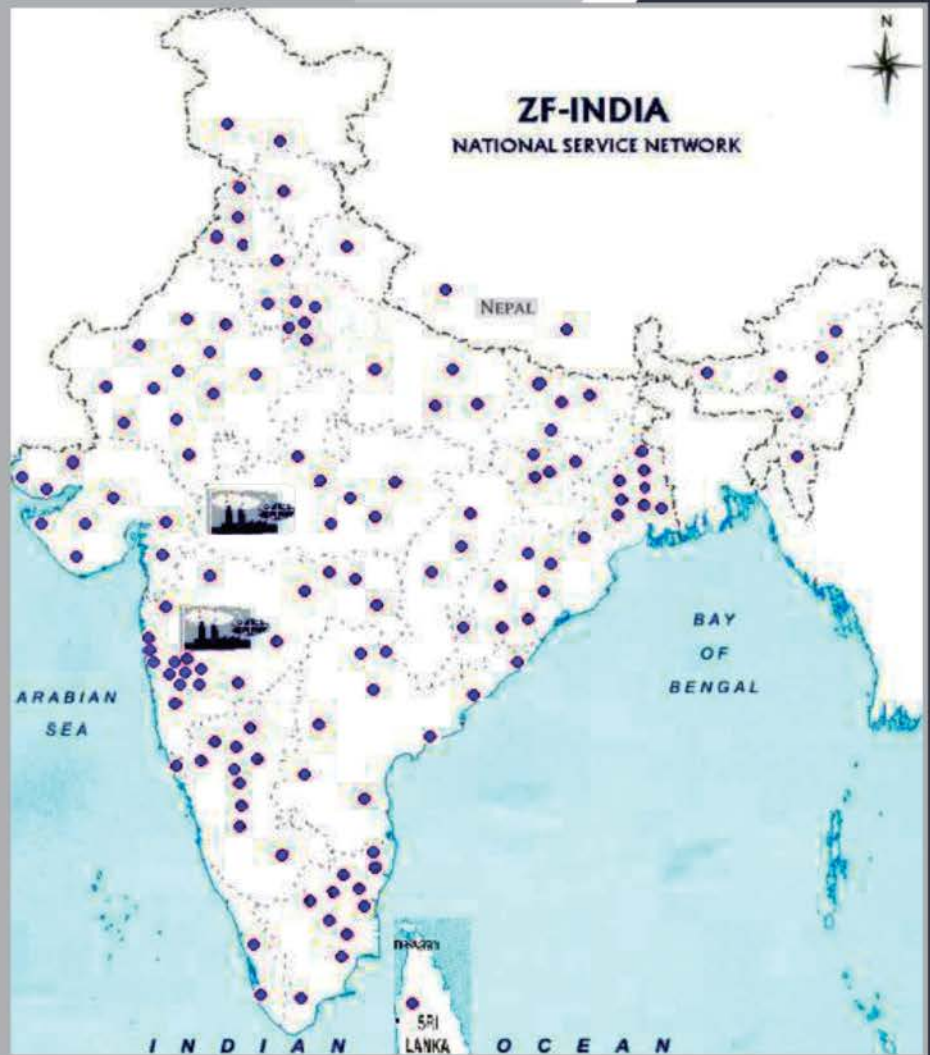 N
ZF-INDIA
NATIONAL SERVICE NETWORK
NEPAL
BAY
OF
BENGAL
ARABIAN
SEA
SRI
LANKA
INDIAN OCEAN